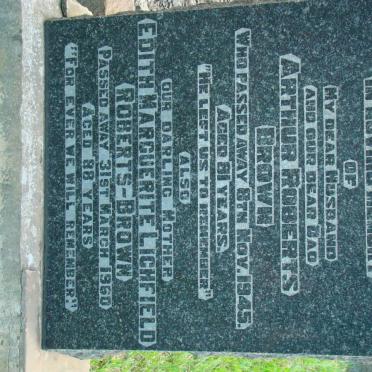 IN LOVING MEMORY
OF
MY DEAR HUSBAND
AND OUR DEAR DAD
ARTHUR ROBERTS
BROWN
WHO PASSED AWAY 8TH NOV. 1945.
AGED 81 YEARS.
"HE LEFT US TO REMEMBER"
ALSO
OUR DARLING MOTHER
EDITH MARGUERITE LICHFIELD
ROBERTS-BROWN
PASSED AWAY 31ST MARCH 1960
AGED 88 YEARS
"FOR EVER WE WILL REMEMBER."